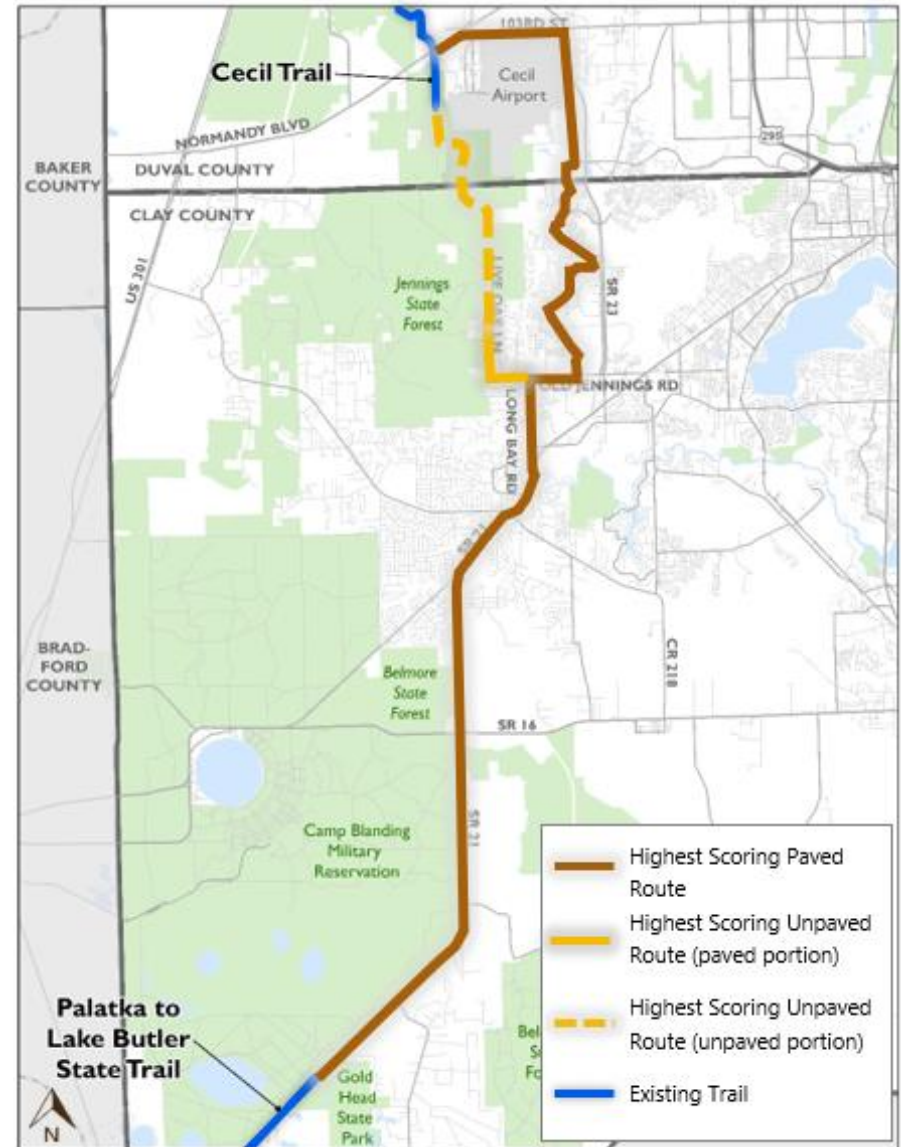 103RD ST
Cecil Trail
Cecil
Airport
NORMANDY BLVD
295
BAKER
COUNTY
DUVAL COUNTY
CLAY COUNTY
US 301
Jennings
State
Forest
LIVE OAK LN
SR 23
OLD JENNINGS RD
LONG BAY RD
SR 21
BRAD-
FORD
COUNTY
Belmore
State
Forest
CR 218
SR 16
SR 21
Camp Blanding
Military
Reservation
Palatka to
Lake Butler
State Trail
Gold
Head
State
Park
Bel
S
Fo
N
Highest Scoring Paved
Route
Highest Scoring Unpaved
Route (paved portion)
Highest Scoring Unpaved
Route (unpaved portion)
Existing Trail